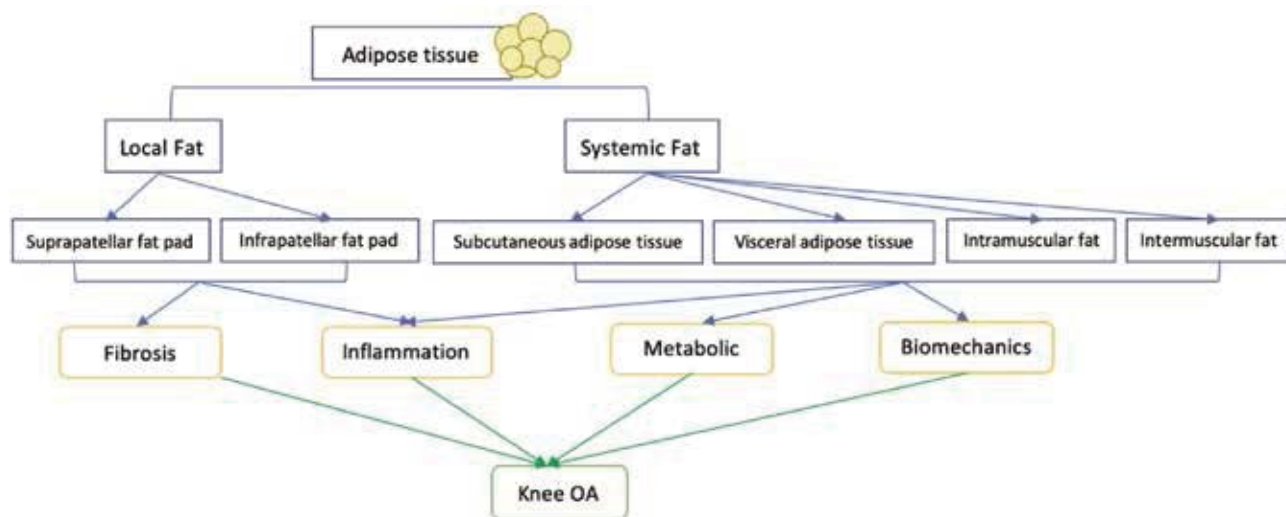 Adipose tissue
Local Fat
Systemic Fat
Suprapatellar fat pad
Infrapatellar fat pad
Subcutaneous adipose tissue
Visceral adipose tissue
Intramuscular fat
Intermuscular fat
Fibrosis
Inflammation
Metabolic
Biomechanics
Knee OA